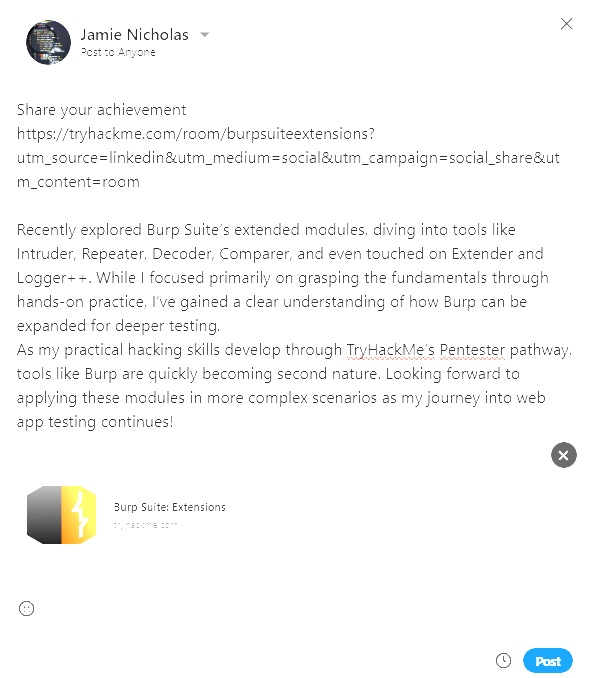 Jamie Nicholas
Post to Anyone
Share your achievement
https://tryhackme.com/room/burpsuiteextensions?
utm_source=linkedin&utm_medium=social&utm_campaign=social_share&ut
m_content=room
Recently explored Burp Suite's extended modules, diving into tools like
Intruder, Repeater, Decoder, Comparer, and even touched on Extender and
Logger++. While I focused primarily on grasping the fundamentals through
hands-on practice, I've gained a clear understanding of how Burp can be
expanded for deeper testing.
As my practical hacking skills develop through TryHackMe's Pentester pathway,
tools like Burp are quickly becoming second nature. Looking forward to
applying these modules in more complex scenarios as my journey into web
app testing continues!
Burp Suite: Extensions
tryhackme.com
Post